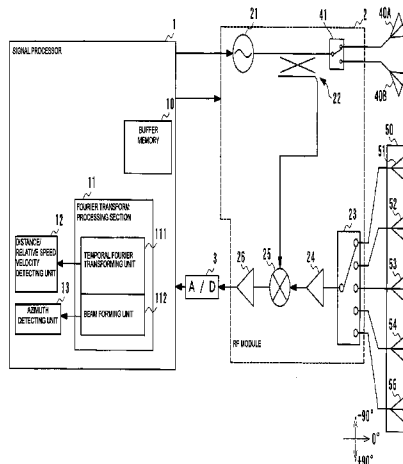 1
SIGNAL PROCESSOR
10
BUFFER
MEMORY
11
FOURIER TRANSFORM
PROCESSING SECTION
12
DISTANCE/
RELATIVE SPEED
VELOCITY
DETECTING UNIT
111
TEMPORAL FOURIER
TRANSFORMING UNIT
13
AZIMUTH
DETECTING UNIT
112
BEAM FORMING UNIT
3
A / D
2
21
41
22
23
24
25
26
RF MODULE
40A
40B
50
51
52
53
54
55
-90°
0°
+90°